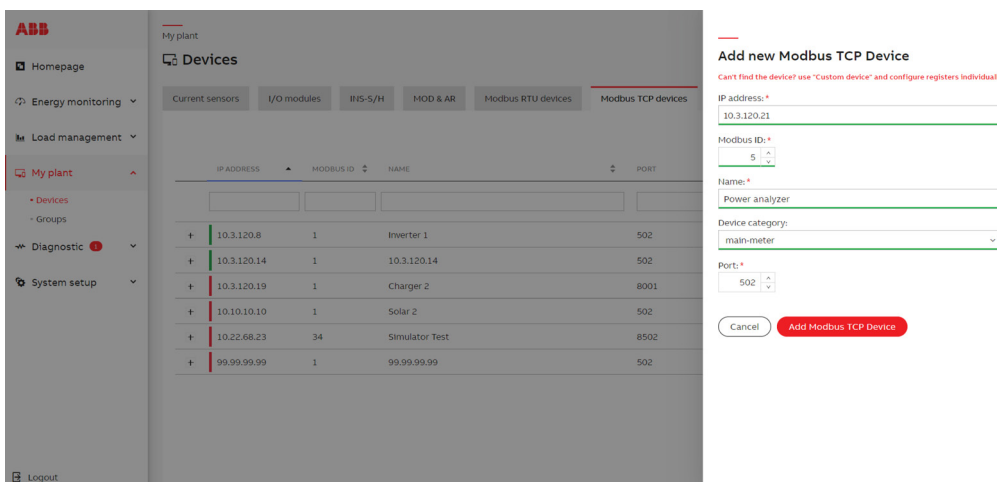 ABB
Homepage
Energy monitoring
Load management
My plant
• Devices
- Groups
Diagnostic 1
System setup
Logout
My plant
Devices
Current sensors I/O modules INS-S/H MOD & AR Modbus RTU devices Modbus TCP devices
IP ADDRESS MODBUS ID NAME PORT
+ 10.3.120.8 1 Inverter 1 502
+ 10.3.120.14 1 10.3.120.14 502
+ 10.3.120.19 1 Charger 2 8001
+ 10.10.10.10 1 Solar 2 502
+ 10.22.68.23 34 Simulator Test 8502
+ 99.99.99.99 1 99.99.99.99 502
Add new Modbus TCP Device
Can't find the device? use "Custom device" and configure registers individual
IP address: *
10.3.120.21
Modbus ID: *
5
Name: *
Power analyzer
Device category:
main-meter
Port: *
502
Cancel Add Modbus TCP Device